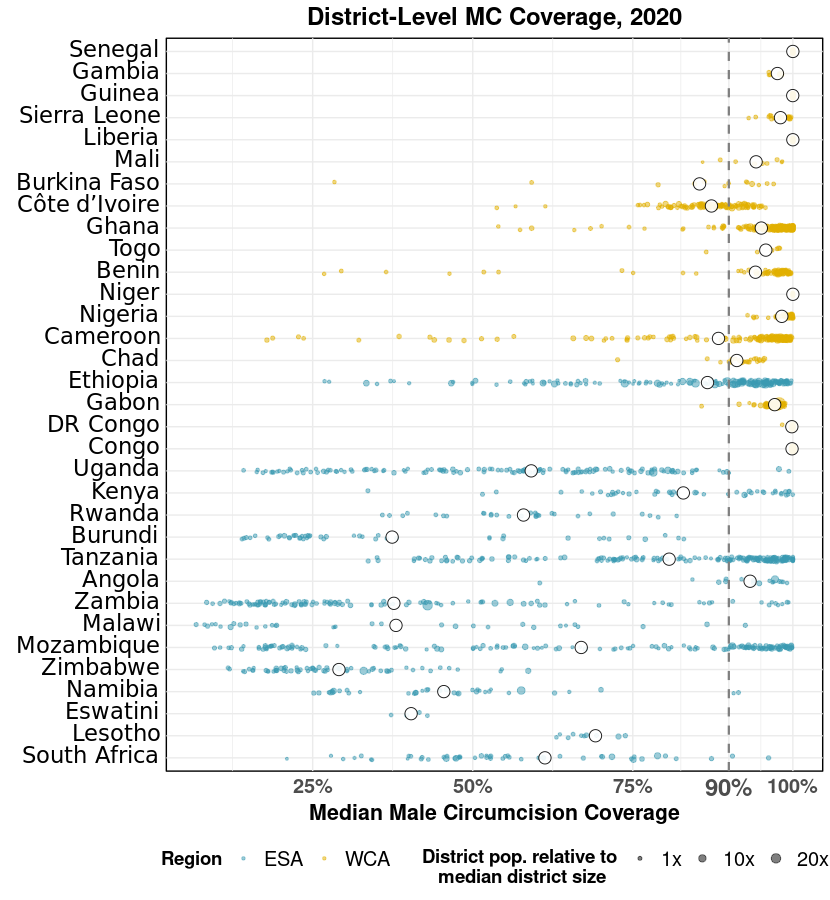 District-Level MC Coverage, 2020
Senegal
Gambia
Guinea
Sierra Leone
Liberia
Mali
Burkina Faso
Côte d’Ivoire
Ghana
Togo
Benin
Niger
Nigeria
Cameroon
Chad
Ethiopia
Gabon
DR Congo
Congo
Uganda
Kenya
Rwanda
Burundi
Tanzania
Angola
Zambia
Malawi
Mozambique
Zimbabwe
Namibia
Eswatini
Lesotho
South Africa
25% 50% 75% 90% 100%
Median Male Circumcision Coverage
Region ESA WCA
District pop. relative to
median district size
1x 10x 20x